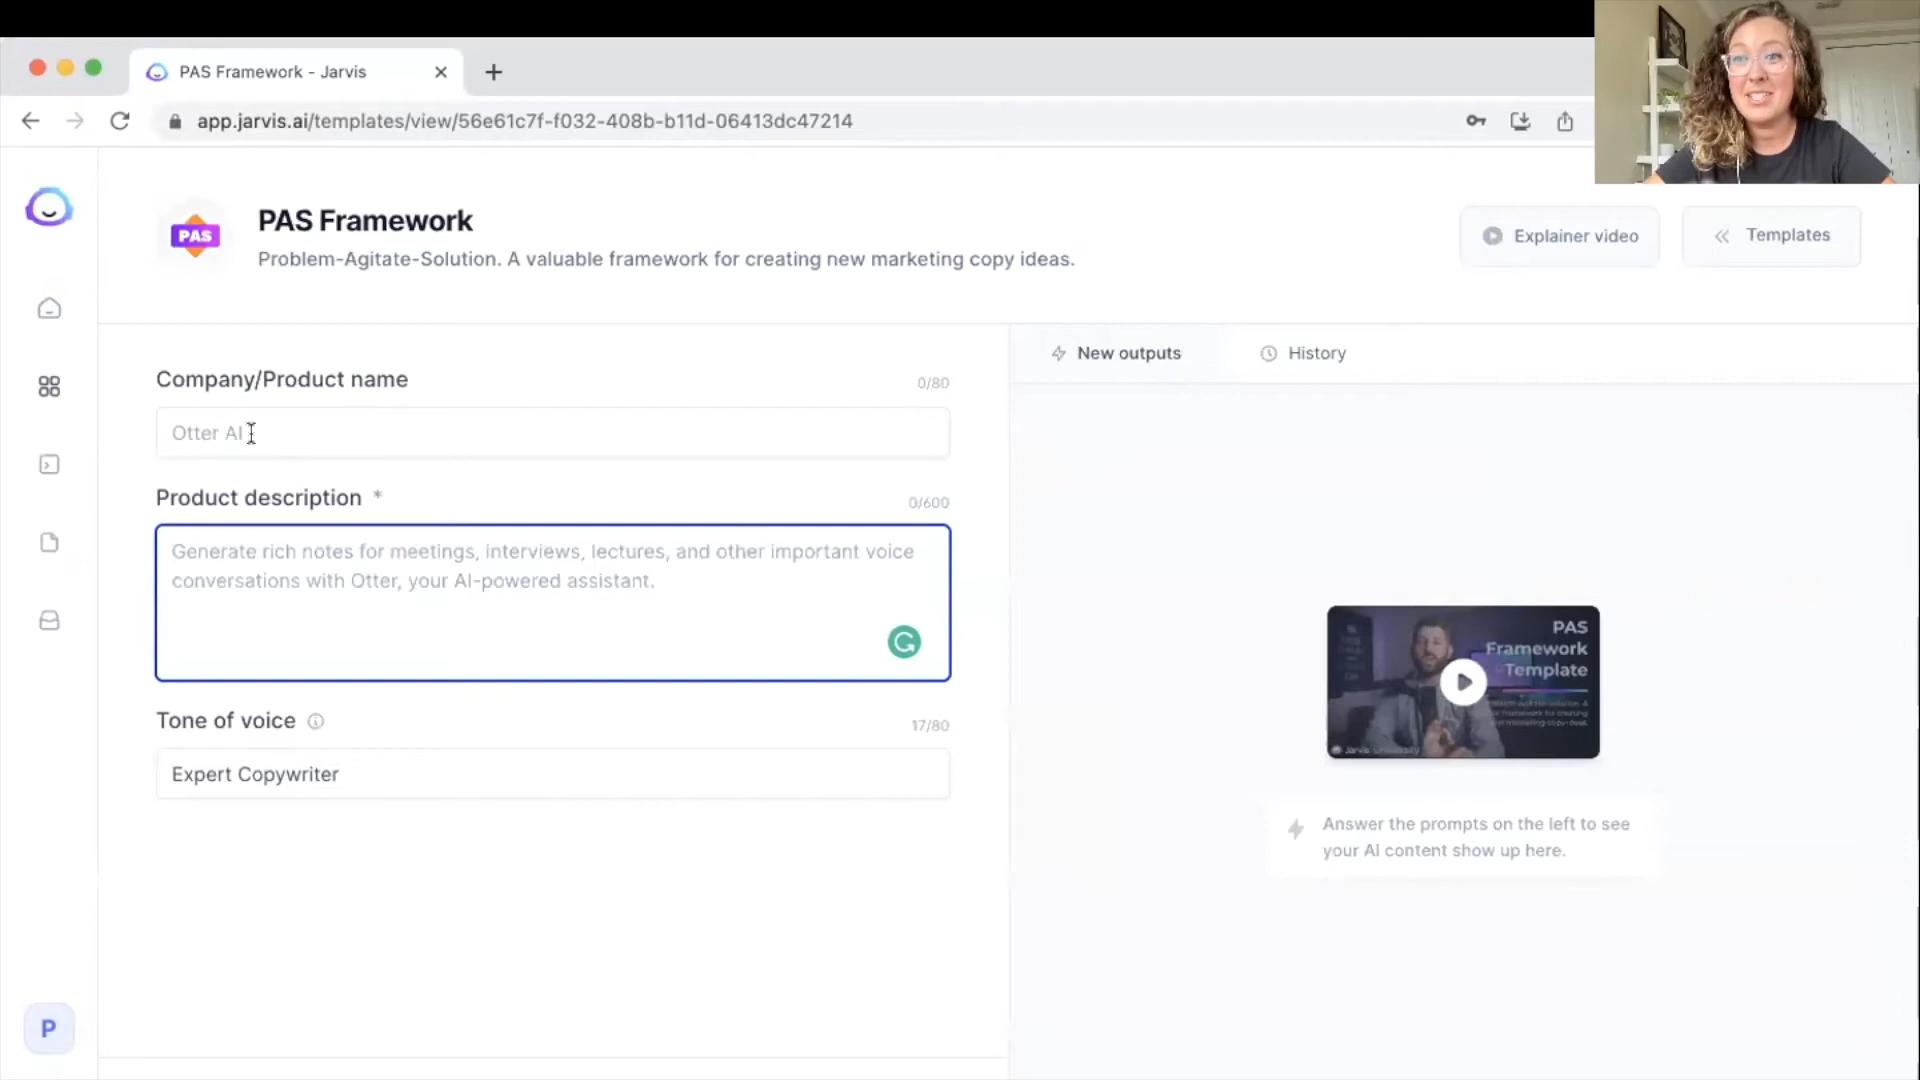 PAS Framework - Jarvis
app.jarvis.ai/templates/view/56e61c7f-f032-408b-b11d-06413dc47214
PAS
PAS Framework
Problem-Agitate-Solution. A valuable framework for creating new marketing copy ideas.
Explainer video
Templates
Company/Product name
0/80
Otter AI
Product description *
0/600
Generate rich notes for meetings, interviews, lectures, and other important voice
conversations with Otter, your AI-powered assistant.
Tone of voice
17/80
Expert Copywriter
New outputs
History
PAS
Framework
Template
Jarvis University
Answer the prompts on the left to see
your AI content show up here.
P